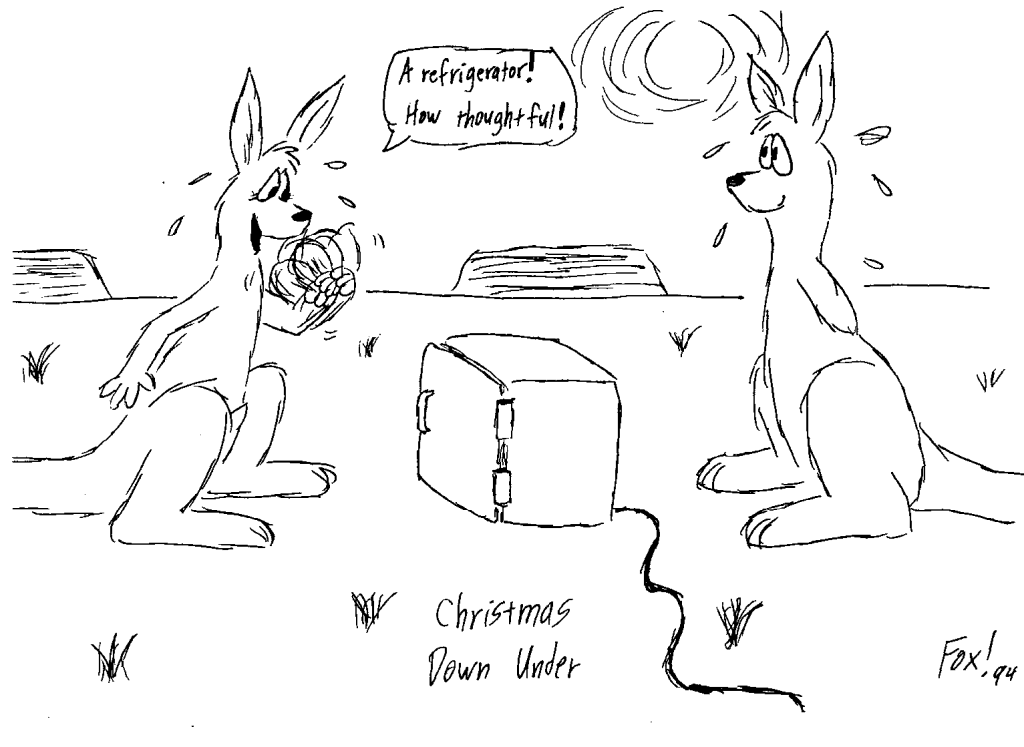 A refrigerator!
How thoughtful!
Christmas
Down Under
Fox! 94